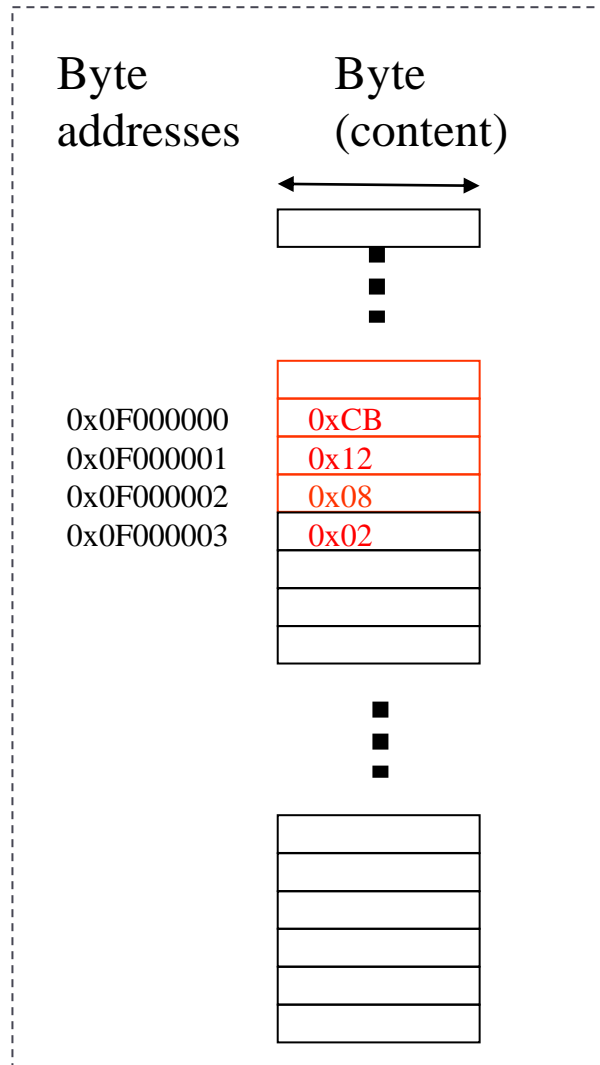 Byte addresses
Byte (content)
0x0F000000 0xCB
0x0F000001 0x12
0x0F000002 0x08
0x0F000003 0x02